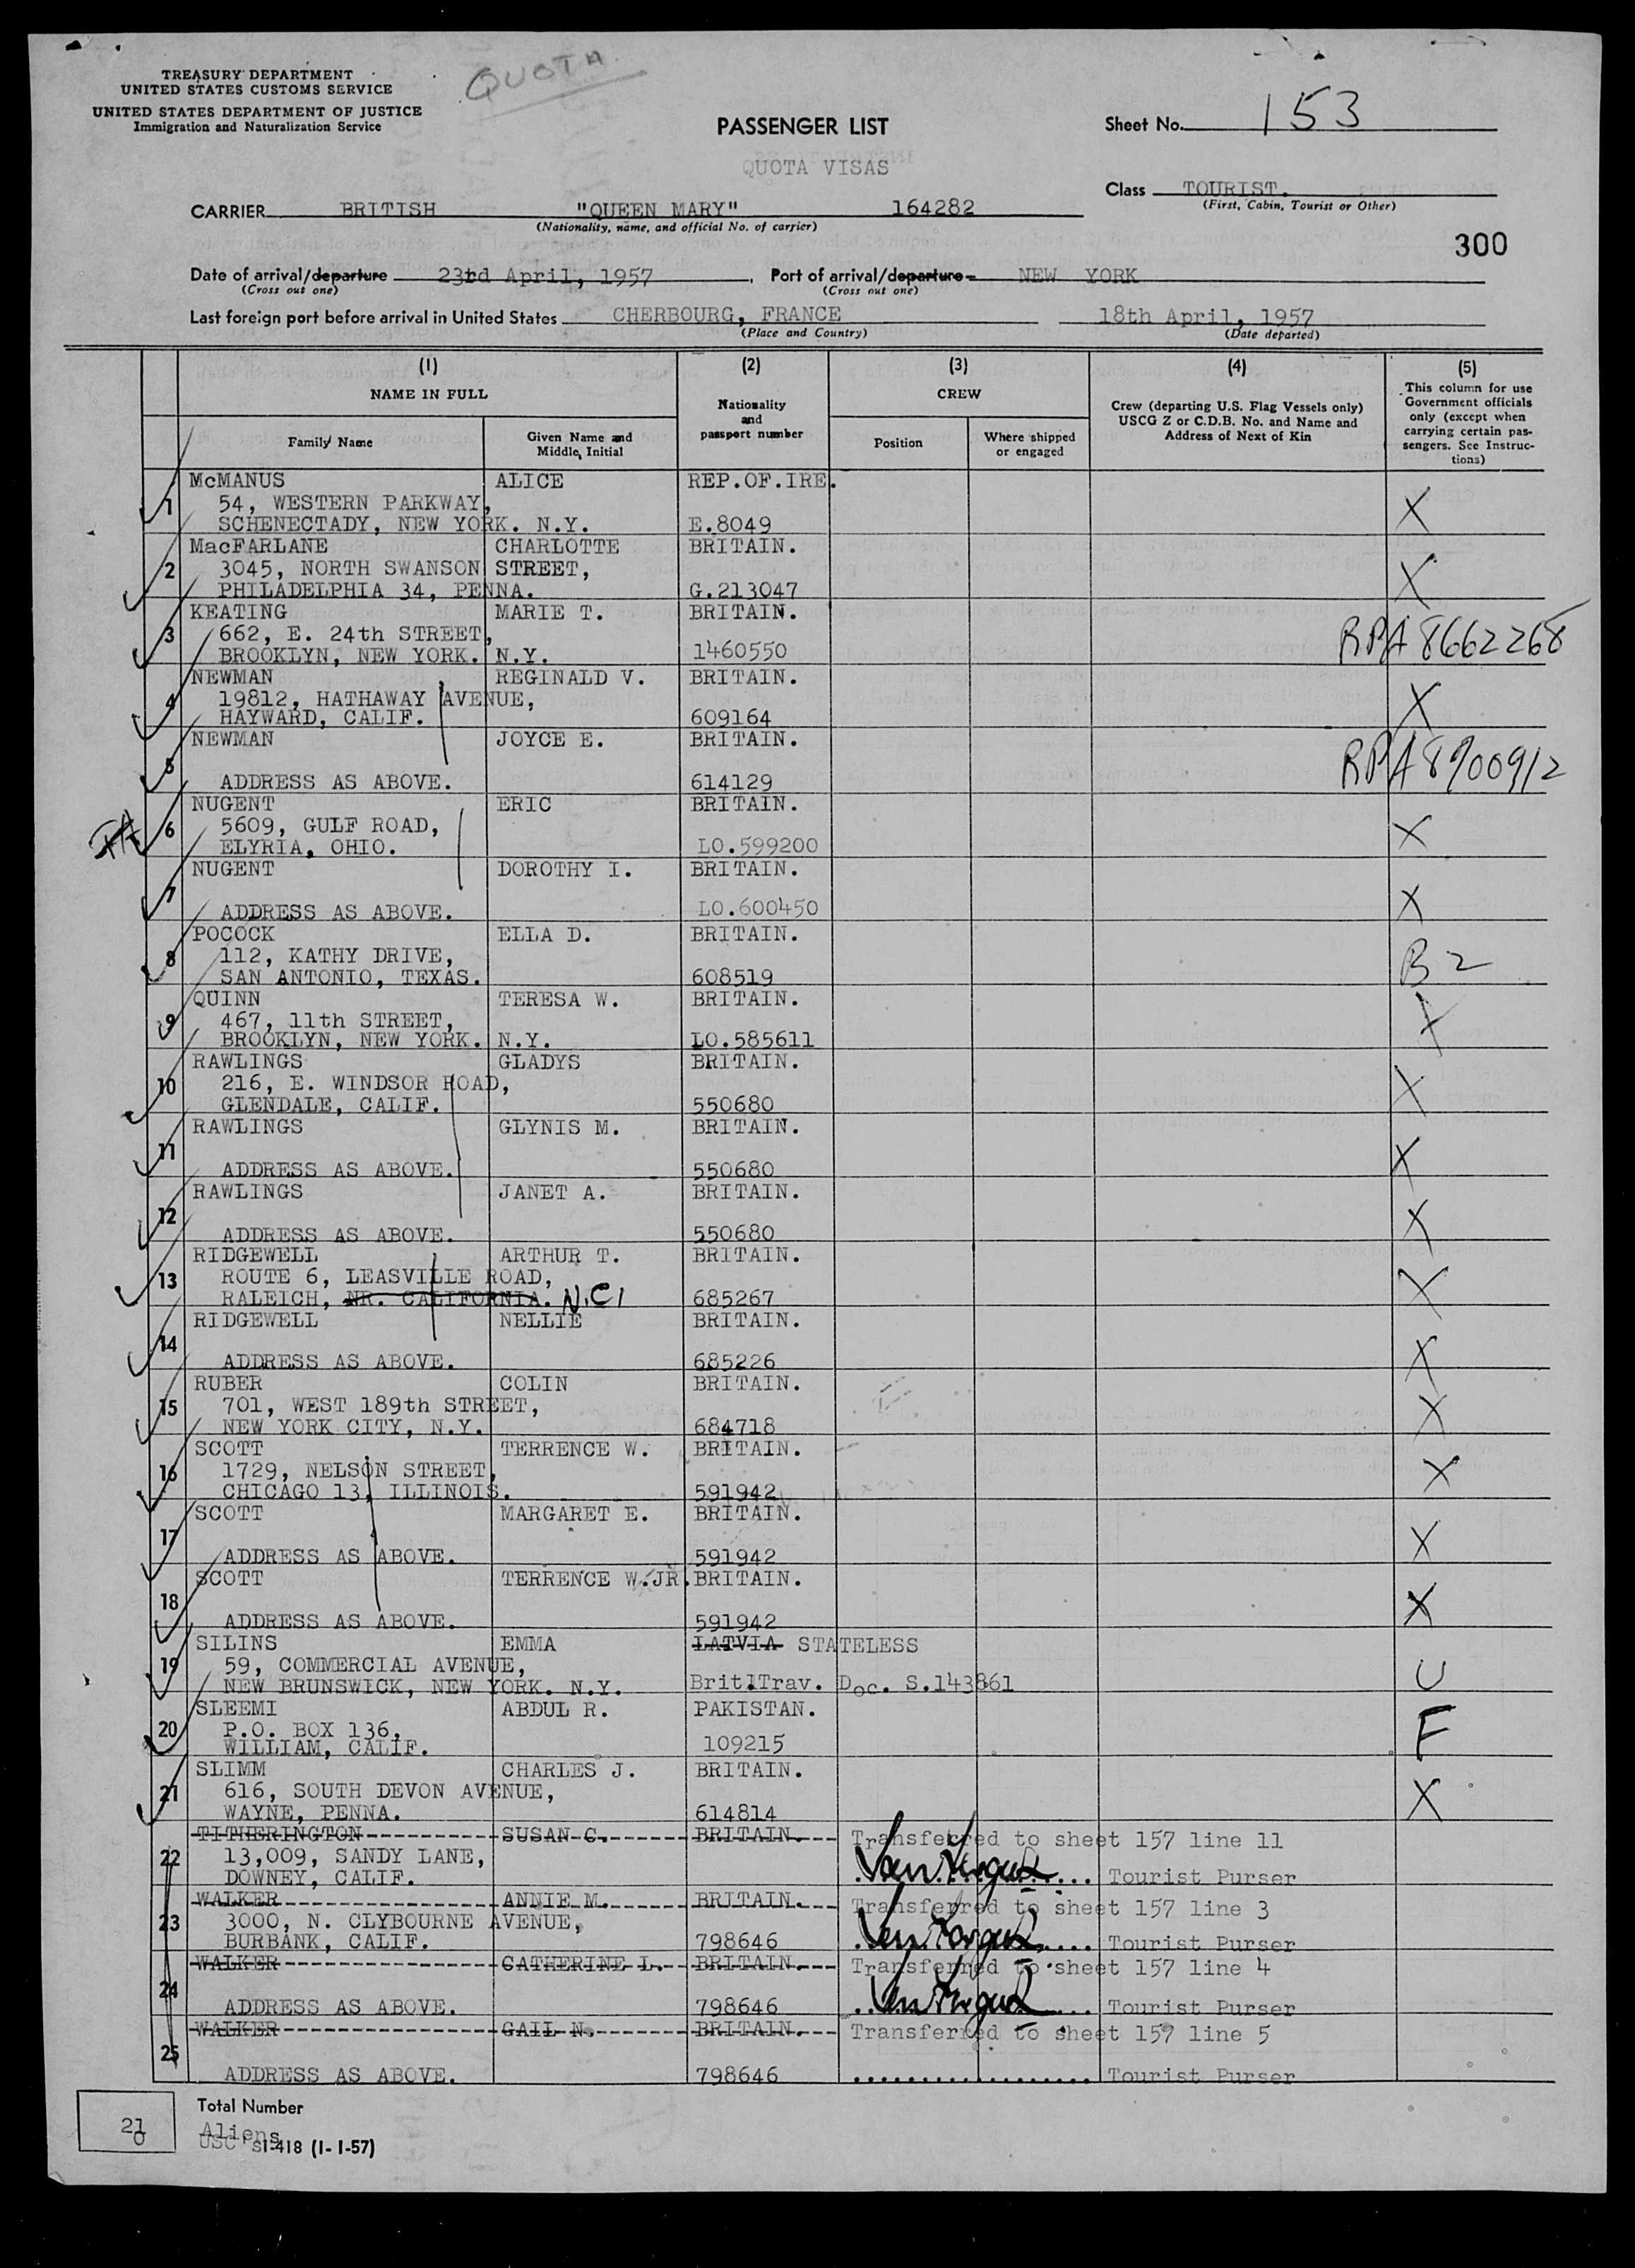 TREASURY DEPARTMENT
UNITED STATES CUSTOMS SERVICE
UNITED STATES DEPARTMENT OF JUSTICE
Immigration and Naturalization Service
QUOTA
PASSENGER LIST
QUOTA VISAS
Sheet No. 153
Class TOURIST.
(First, Cabin, Tourist or Other)
CARRIER BRITISH "QUEEN MARY" 164282
(Nationality, name, and official No. of carrier)
300
Date of arrival/departure 23rd April, 1957. Port of arrival/departure NEW YORK
(Cross out one) (Cross out one)
Last foreign port before arrival in United States CHERBOURG, FRANCE 18th April, 1957
(Place and Country) (Date departed)
(1) (2) (3) (4) (5)
NAME IN FULL
Family Name
Given Name and Middle Initial
Nationality and passport number
CREW
Position
Where shipped or engaged
Crew (departing U.S. Flag Vessels only)
USCG Z or C.D.B. No. and Name and
Address of Next of Kin
This column for use
Government officials
only (except when
carrying certain pas-
sengers. See Instruc-
tions)
McMANUS ALICE REP.OF.IRE.
1 54, WESTERN PARKWAY, X
SCHENECTADY, NEW YORK. N.Y. E.8049
MacFARLANE CHARLOTTE BRITAIN.
2 3045, NORTH SWANSON STREET, X
PHILADELPHIA 34, PENNA. G.213047
KEATING MARIE T. BRITAIN.
3 662, E. 24th STREET, RPA 8662268
BROOKLYN, NEW YORK. N.Y. 1460550
NEWMAN REGINALD V. BRITAIN.
4 19812, HATHAWAY AVENUE, X
HAYWARD, CALIF. 609164
NEWMAN JOYCE E. BRITAIN.
5 RPA 8900912
ADDRESS AS ABOVE. 614129
NUGENT ERIC BRITAIN.
6 5609, GULF ROAD, X
ELYRIA, OHIO. LO.599200
NUGENT DOROTHY I. BRITAIN.
7 X
ADDRESS AS ABOVE. LO.600450
POCOCK ELLA D. BRITAIN.
8 112, KATHY DRIVE, B2
SAN ANTONIO, TEXAS. 608519
QUINN TERESA W. BRITAIN.
9 467, 11th STREET, X
BROOKLYN, NEW YORK. N.Y. LO.585611
RAWLINGS GLADYS BRITAIN.
10 216, E. WINDSOR ROAD, X
GLENDALE, CALIF. 550680
RAWLINGS GLYNIS M. BRITAIN.
11 X
ADDRESS AS ABOVE. 550680
RAWLINGS JANET A. BRITAIN.
12 X
ADDRESS AS ABOVE. 550680
RIDGEWELL ARTHUR T. BRITAIN.
13 ROUTE 6, LEASVILLE ROAD, X
RALEICH, NR. CALIFORNIA. N.C. 685267
RIDGEWELL NELLIE BRITAIN.
14 X
ADDRESS AS ABOVE. 685226
RUBER COLIN BRITAIN.
15 701, WEST 189th STREET, X
NEW YORK CITY, N.Y. 684718
SCOTT TERRENCE W. BRITAIN.
16 1729, NELSON STREET, X
CHICAGO 13, ILLINOIS. 591942
SCOTT MARGARET E. BRITAIN.
17 X
ADDRESS AS ABOVE. 591942
SCOTT TERRENCE W.JR. BRITAIN.
18 X
ADDRESS AS ABOVE. 591942
SILINS EMMA LATVIA STATELESS
19 59, COMMERCIAL AVENUE, U
NEW BRUNSWICK, NEW YORK. N.Y. Brit.Trav. Doc. S.143861
SLEEMI ABDUL R. PAKISTAN.
20 P.O. BOX 136, F
WILLIAM, CALIF. 109215
SLIMM CHARLES J. BRITAIN.
21 616, SOUTH DEVON AVENUE, X
WAYNE, PENNA. 614814
TITHERINGTON SUSAN C. BRITAIN. Transferred to sheet 157 line 11
22 13,009, SANDY LANE,
DOWNEY, CALIF. Tourist Purser
WALKER ANNIE M. BRITAIN. Transferred to sheet 157 line 3
23 3000, N. CLYBOURNE AVENUE,
BURBANK, CALIF. 798646 Tourist Purser
WALKER CATHERINE L. BRITAIN. Transferred to sheet 157 line 4
24
ADDRESS AS ABOVE. 798646 Tourist Purser
WALKER GAIL N. BRITAIN. Transferred to sheet 157 line 5
25
ADDRESS AS ABOVE. 798646 Tourist Purser
Total Number
21 Aliens
0 USC's I-418 (1-1-57)